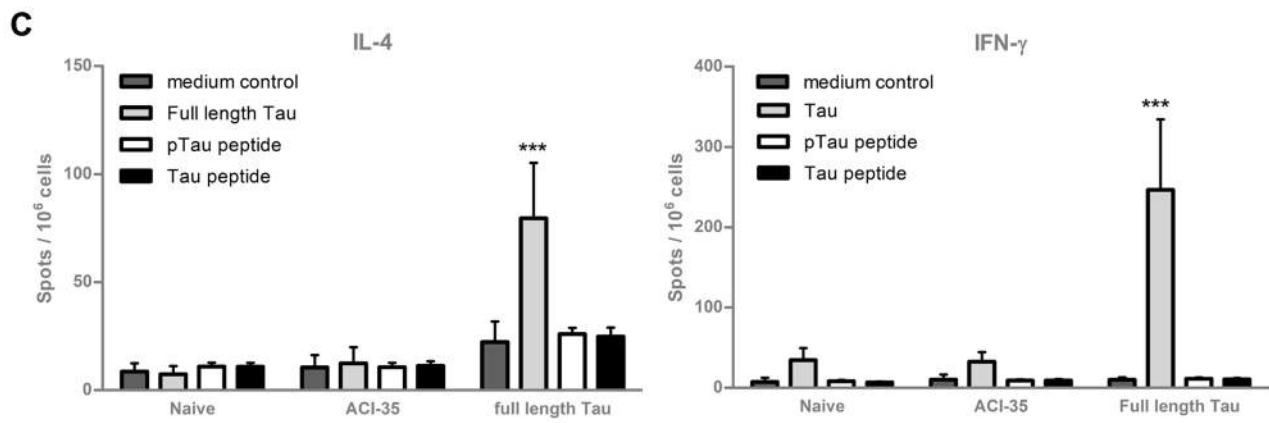 C
IL-4
150
100
50
0
Spots / 10⁶ cells
medium control
Full length Tau
pTau peptide
Tau peptide
***
Naive
ACI-35
full length Tau
IFN-γ
400
300
200
100
0
Spots / 10⁶ cells
medium control
Tau
pTau peptide
Tau peptide
***
Naive
ACI-35
Full length Tau